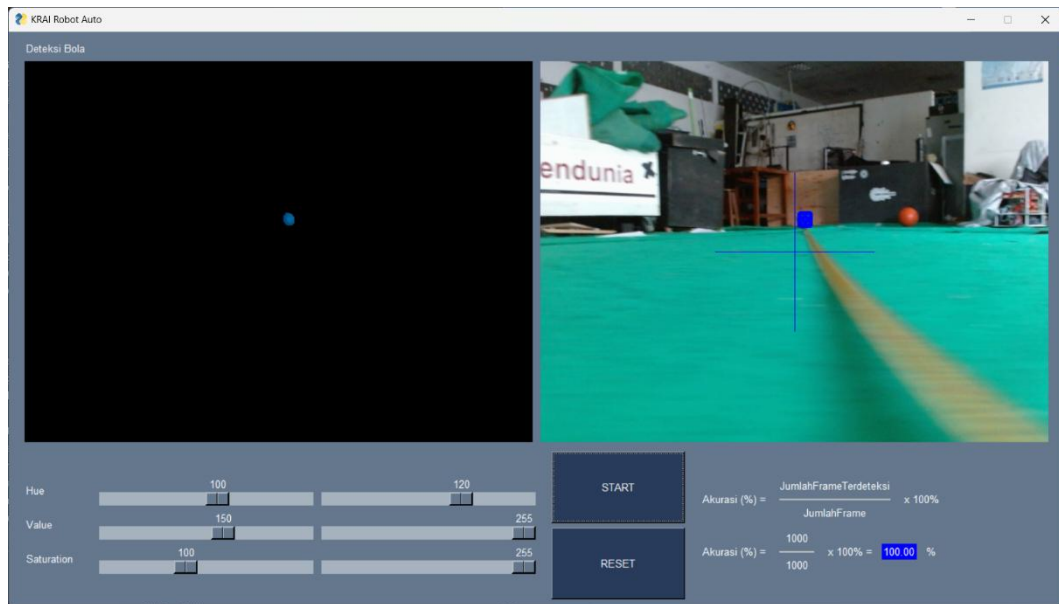 KRAI Robot Auto
Deteksi Bola
endunia
Hue
100
120
Value
150
255
Saturation
100
255
START
RESET
Akurasi (%) = JumlahFrameTerdeteksi x 100%
JumlahFrame
Akurasi (%) = 1000 x 100% = 100.00 %
1000